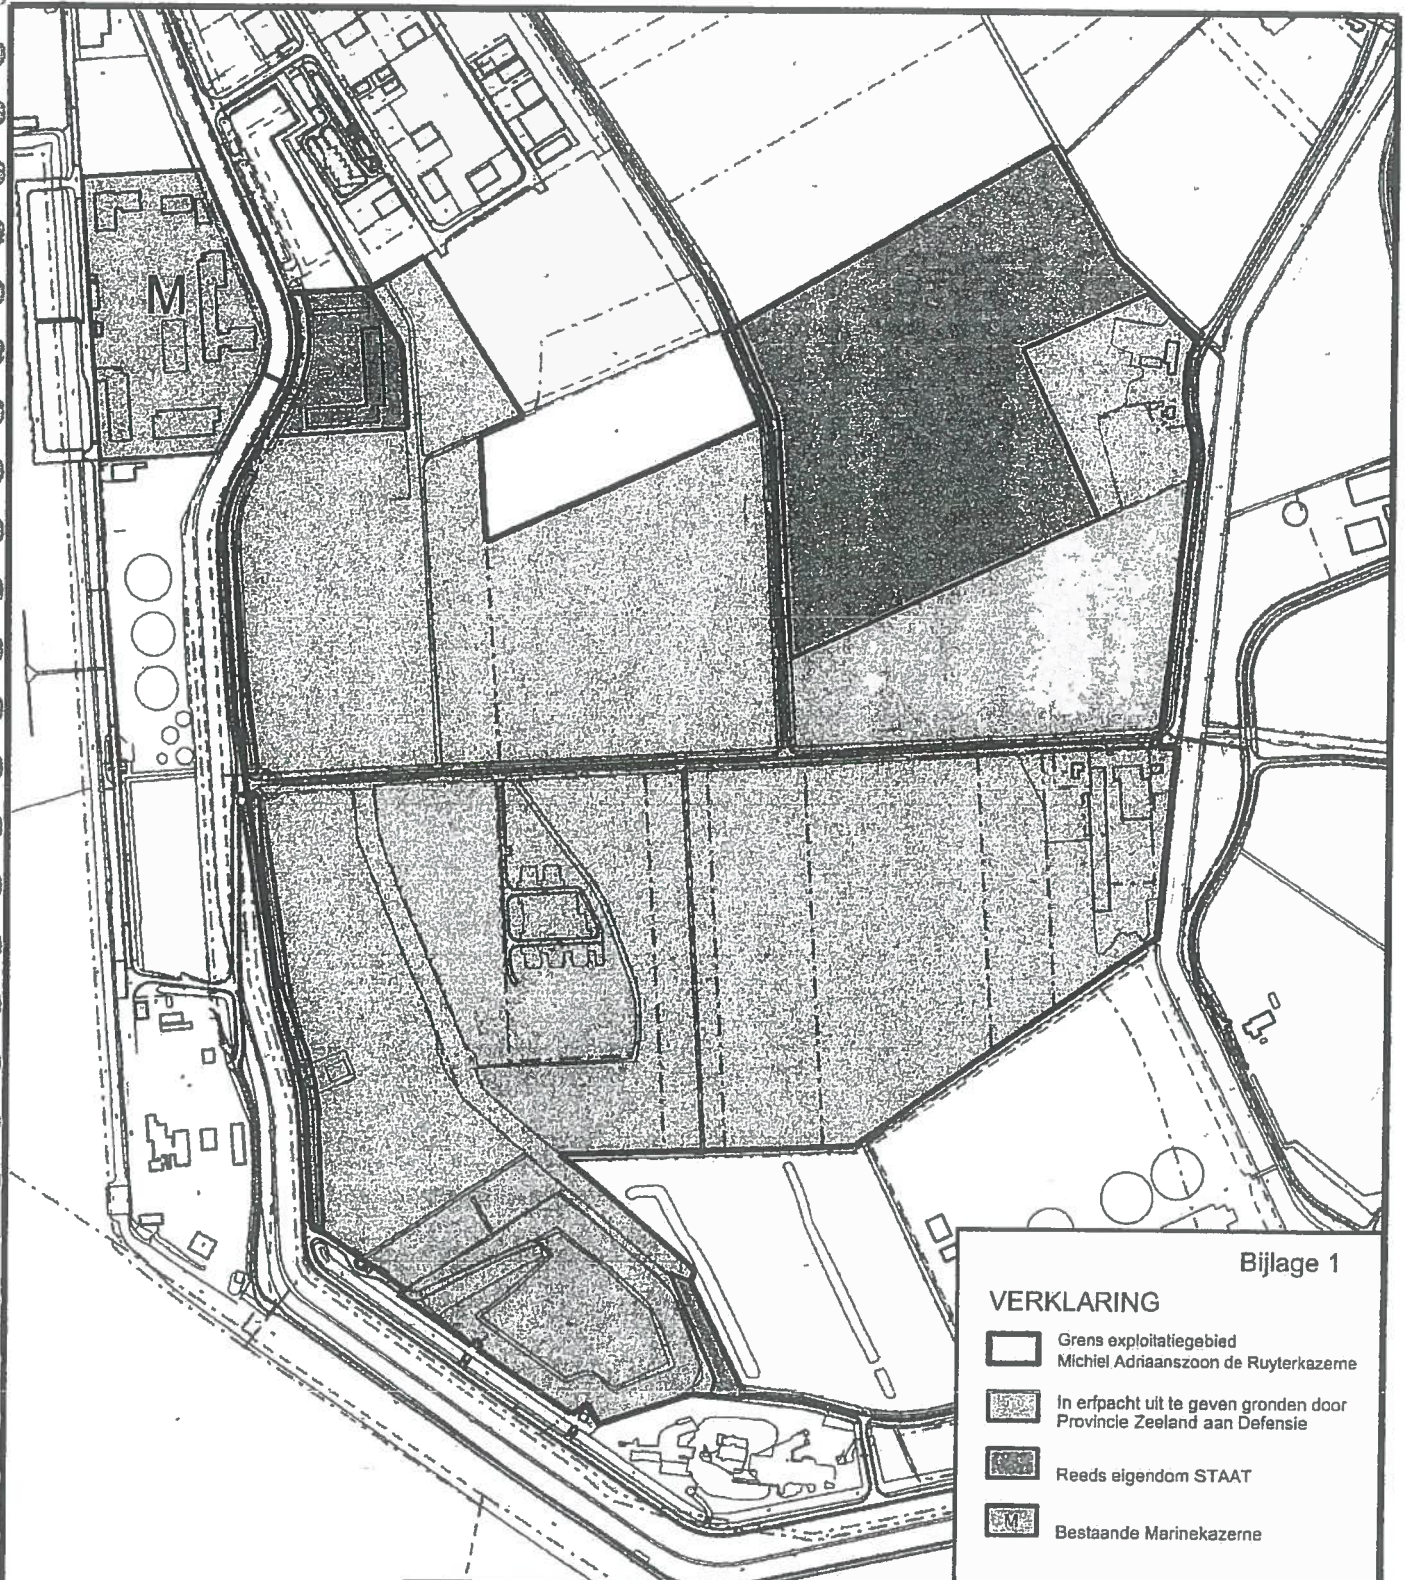 M
Bijlage 1
VERKLARING
Grens exploitatiegebied
Michiel Adriaanszoon de Ruyterkazerne
In erfpacht uit te geven gronden door
Provincie Zeeland aan Defensie
Reeds eigendom STAAT
M
Bestaande Marinekazerne